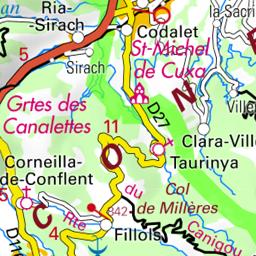 Ria-
Sirach
Codalet
la Sacri
St-Michel
de Cuxa
Sirach
5
N
Grtes des
Canalettes
D27
Ville
11
Clara-Ville
O
Taurinya
Corneilla-
de-Conflent
du
Col
de Millères
5
C
Rte
842
4
Fillols
Canigou
D11